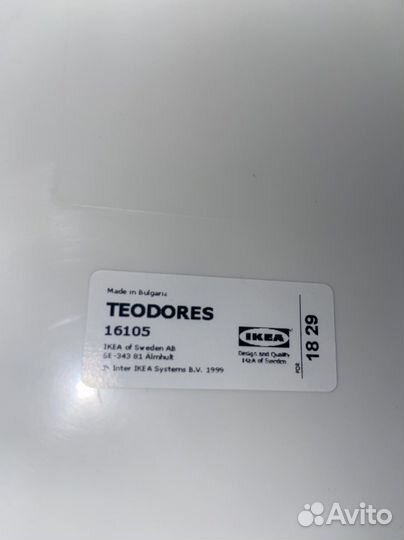 Made in Bulgaria
TEODORES
16105
IKEA of Sweden AB
SE-343 81 Älmhult
© Inter IKEA Systems B.V. 1999
IKEA
Design and Quality
IKEA of Sweden
18 29
Avito